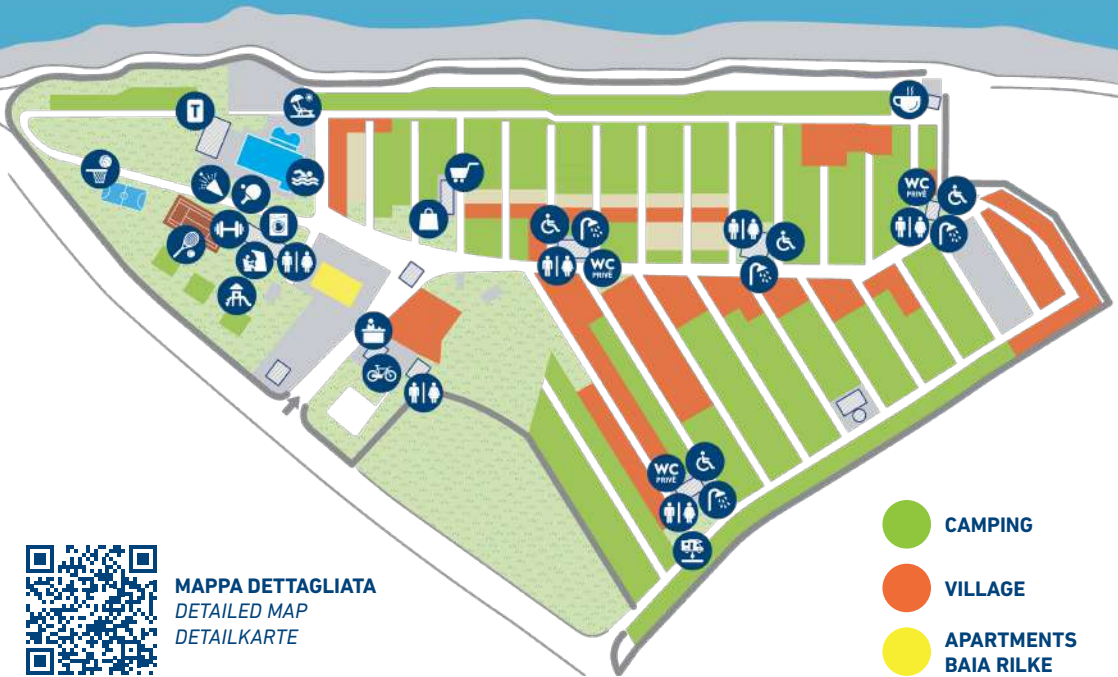 T
WC
PRIVÉ
WC
PRIVÉ
WC
PRIVÉ
MAPPA DETTAGLIATA
DETAILED MAP
DETAILKARTE
CAMPING
VILLAGE
APARTMENTS
BAIA RILKE